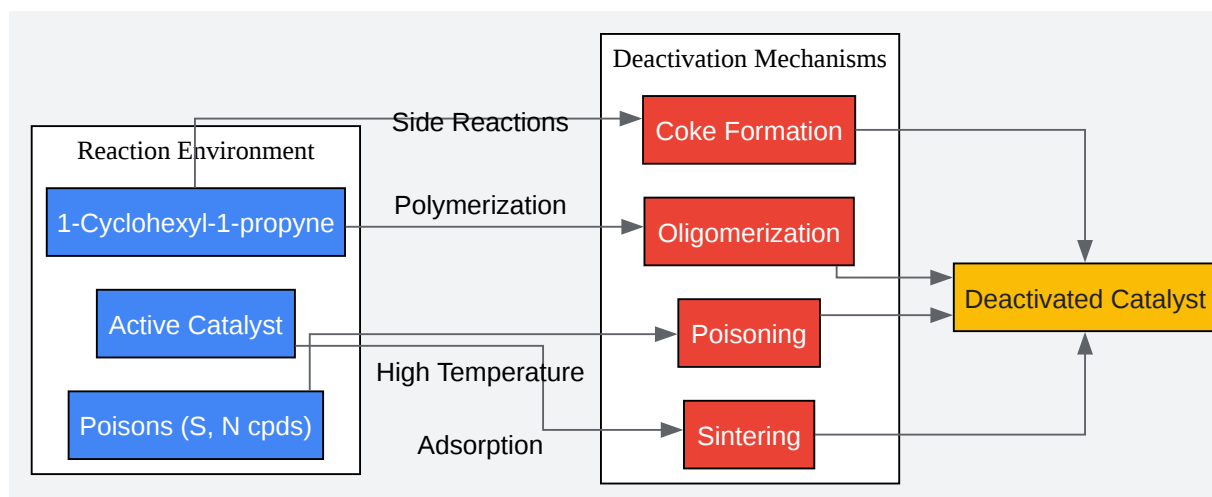 Deactivation Mechanisms
Side Reactions
Coke Formation
Reaction Environment
1-Cyclohexyl-1-propyne
Polymerization
Oligomerization
Active Catalyst
Poisoning
Deactivated Catalyst
High Temperature
Poisons (S, N cpds)
Adsorption
Sintering